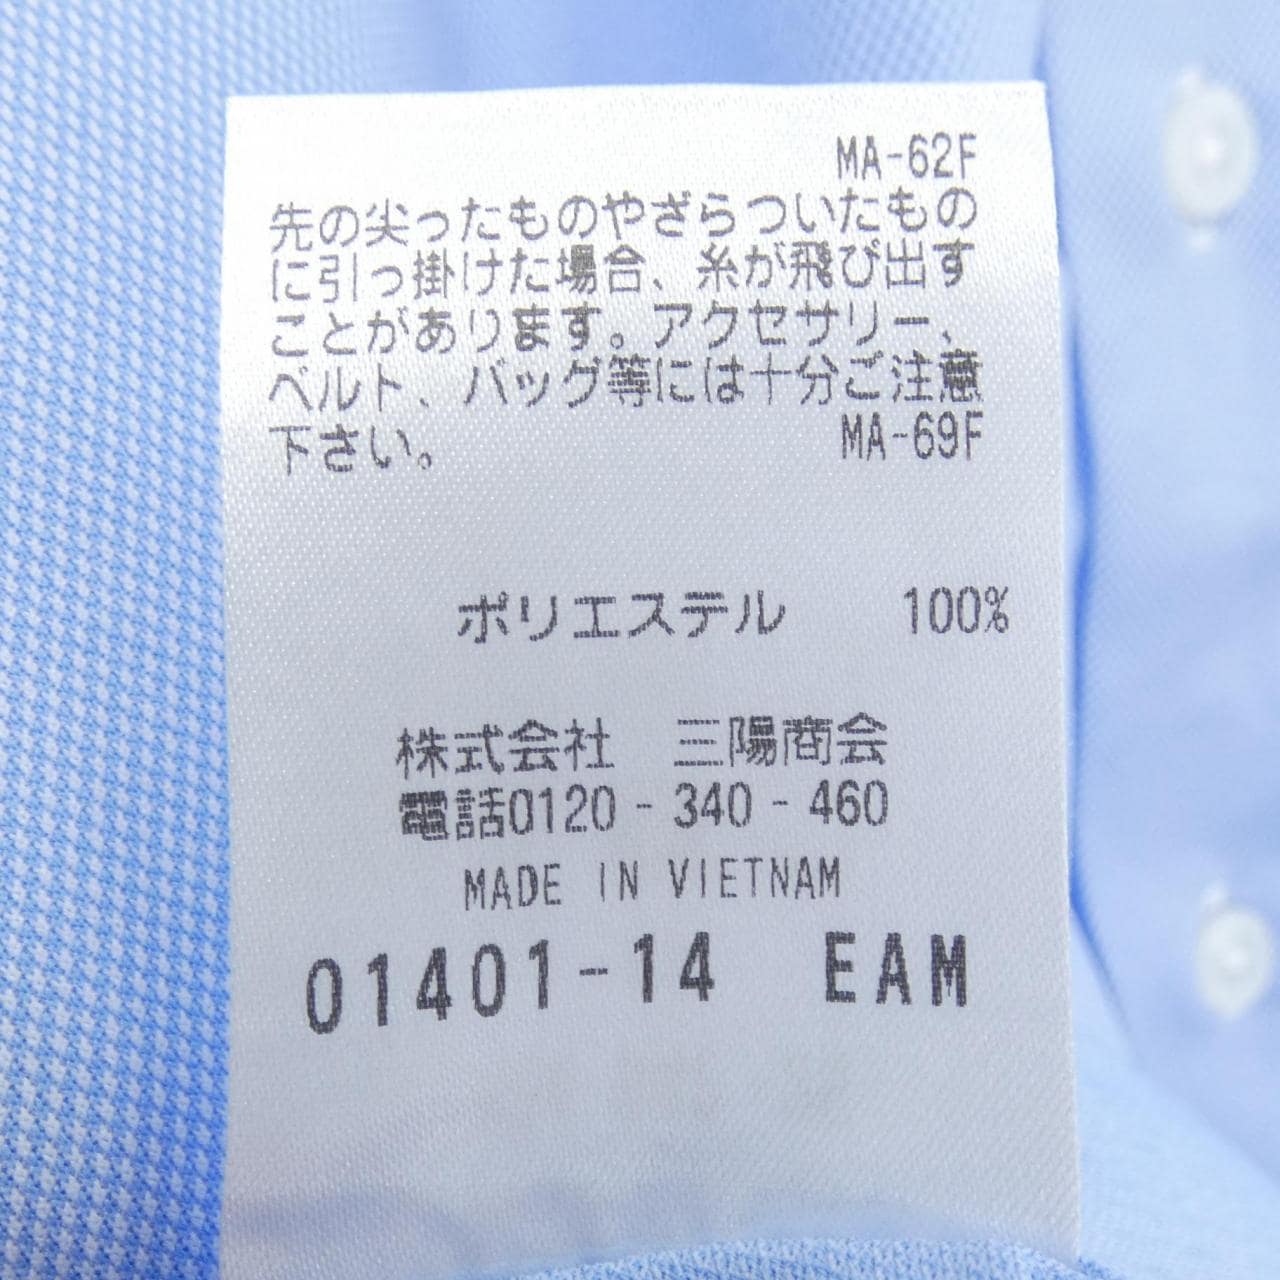 MA-62F
先の尖ったものやざらついたもの
に引っ掛けた場合、糸が飛び出す
ことがあります。アクセサリー、
ベルト、バッグ等には十分ご注意
下さい。 MA-69F
ポリエステル 100%
株式会社 三陽商会
電話0120-340-460
MADE IN VIETNAM
01401-14 EAM